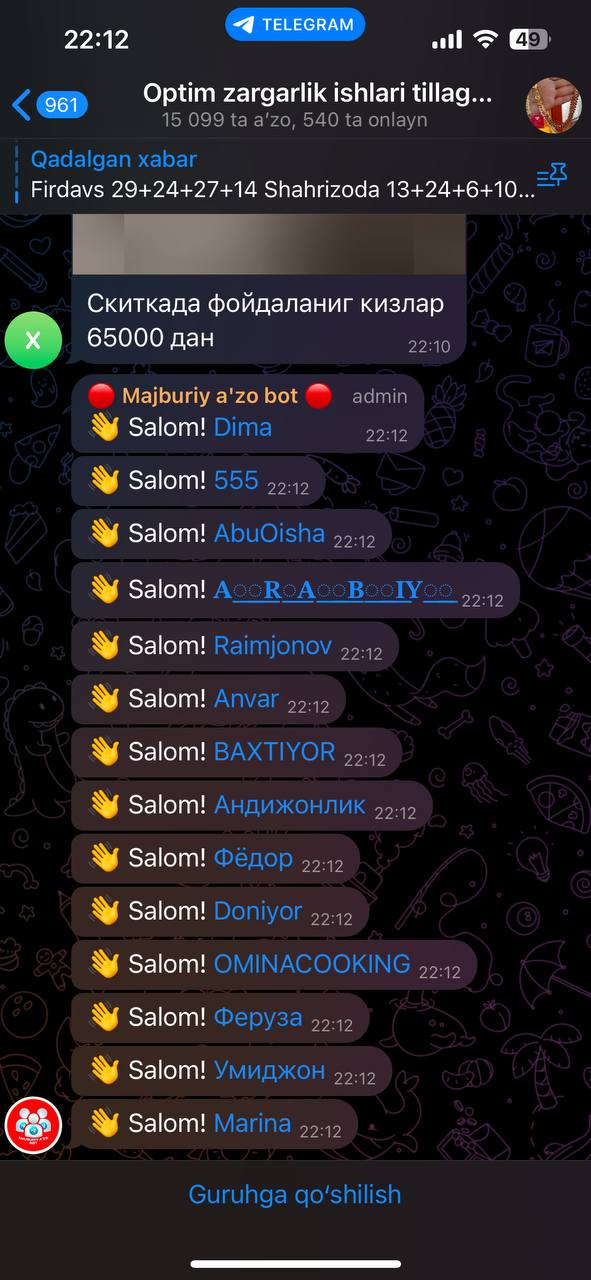 22:12
TELEGRAM
49
961
Optim zargarlik ishlari tillag...
15 099 ta a’zo, 540 ta onlayn
Qadalgan xabar
Firdavs 29+24+27+14 Shahrizoda 13+24+6+10...
Скиткада фойдаланиг кизлар
65000 дан
22:10
X
Majburiy a'zo bot
admin
👋 Salom! Dima 22:12
👋 Salom! 555 22:12
👋 Salom! AbuOisha 22:12
👋 Salom! A◌◌R◌A◌◌B◌◌IY◌◌ 22:12
👋 Salom! Raimjonov 22:12
👋 Salom! Anvar 22:12
👋 Salom! BAXTIYOR 22:12
👋 Salom! Андижонлик 22:12
👋 Salom! Фёдор 22:12
👋 Salom! Doniyor 22:12
👋 Salom! OMINACOOKING 22:12
👋 Salom! Феруза 22:12
👋 Salom! Умиджон 22:12
👋 Salom! Marina 22:12
Guruhga qo‘shilish